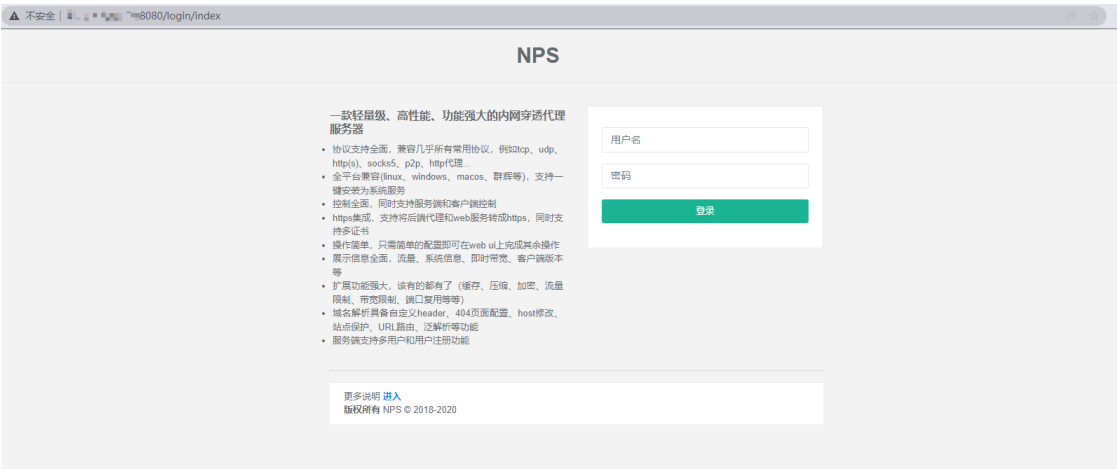 不安全
8080/login/index
NPS
一款轻量级、高性能、功能强大的内网穿透代理
服务器
协议支持全面，兼容几乎所有常用协议，例如tcp、udp、
http(s)、socks5、p2p、http代理...
全平台兼容(linux、windows、macos、群辉等)，支持一
键安装为系统服务
控制全面，同时支持服务端和客户端控制
https集成，支持将后端代理和web服务转成https，同时支
持多证书
操作简单，只需简单的配置即可在web ui上完成其余操作
展示信息全面，流量、系统信息、即时带宽、客户端版本
等
扩展功能强大，该有的都有了（缓存、压缩、加密、流量
限制、带宽限制、端口复用等等）
域名解析具备自定义header、404页面配置、host修改、
站点保护、URL路由、泛解析等功能
服务端支持多用户和用户注册功能
用户名
密码
登录
更多说明 进入
版权所有 NPS © 2018-2020